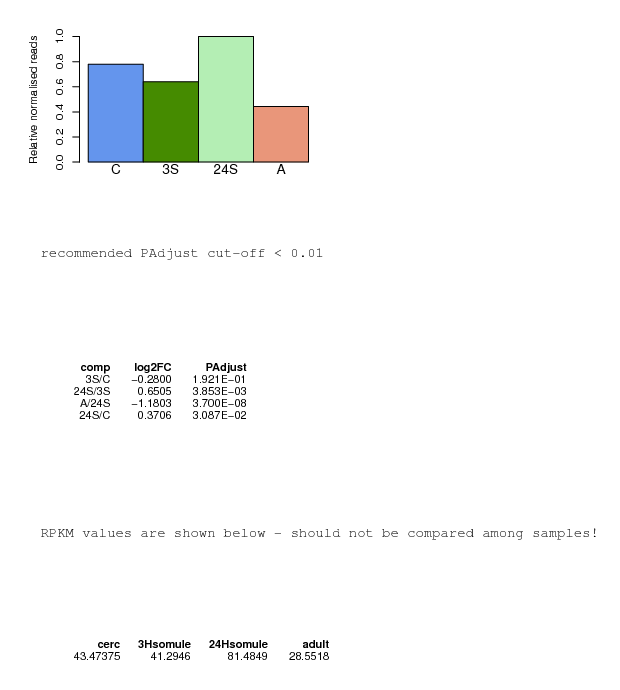 Relative normalised reads
1.0
0.8
0.6
0.4
0.2
0.0
C 3S 24S A
recommended PAdjust cut-off < 0.01
comp log2FC PAdjust
3S/C −0.2800 1.921E−01
24S/3S 0.6505 3.853E−03
A/24S −1.1803 3.700E−08
24S/C 0.3706 3.087E−02
RPKM values are shown below - should not be compared among samples!
cerc 3Hsomule 24Hsomule adult
43.47375 41.2946 81.4849 28.5518